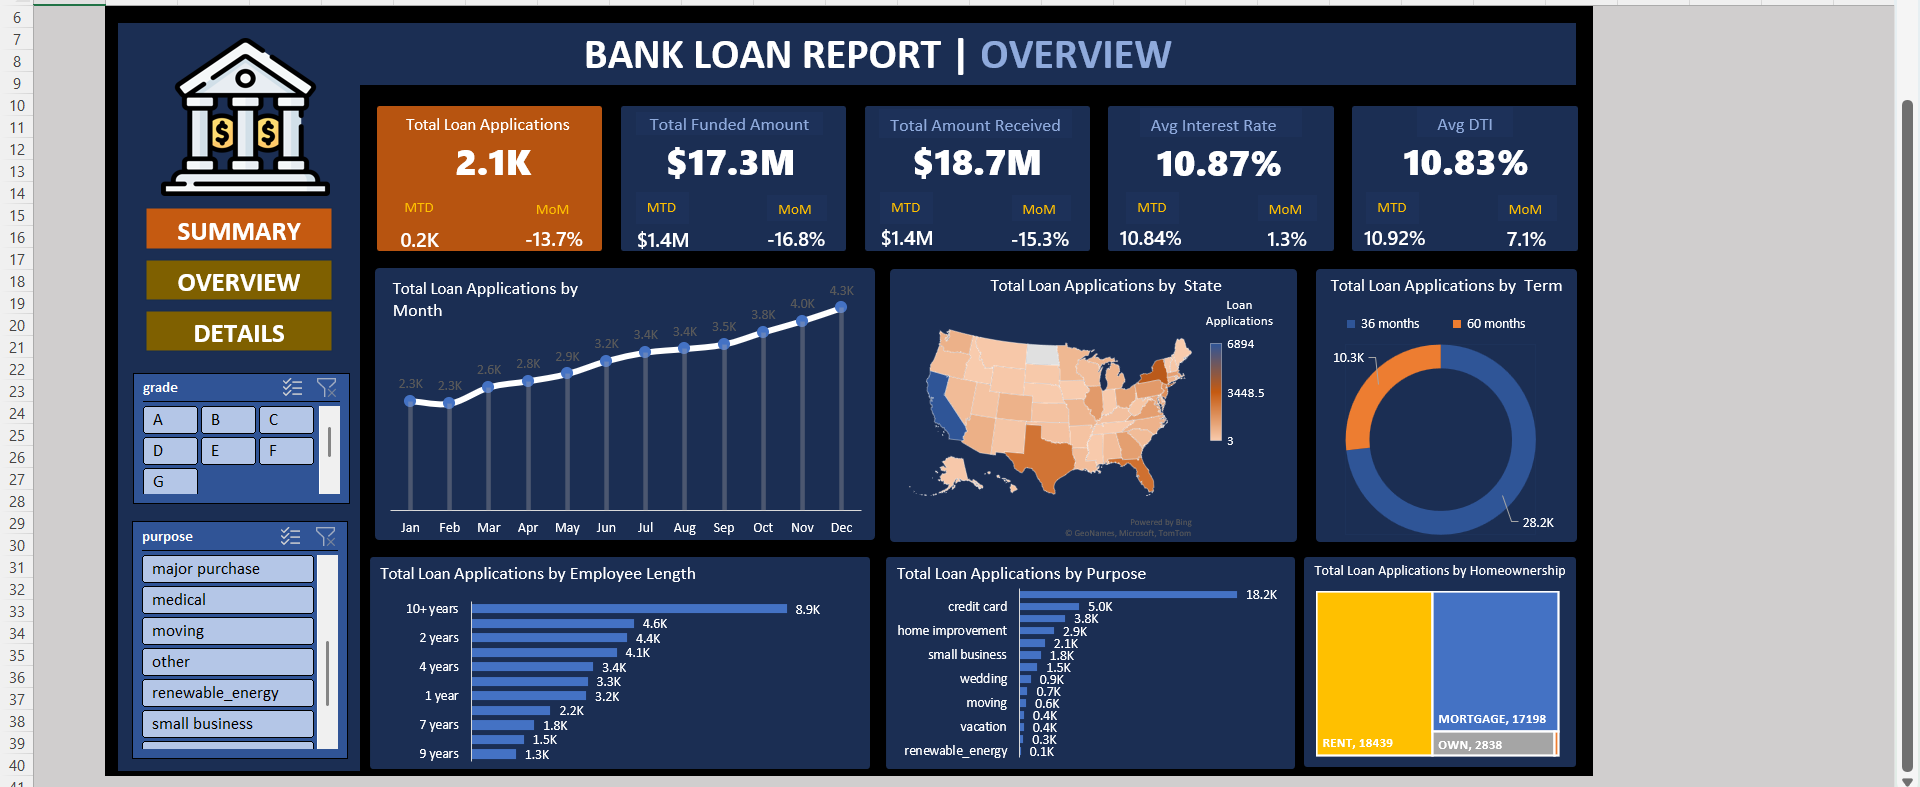 BANK LOAN REPORT | OVERVIEW
SUMMARY
OVERVIEW
DETAILS
grade
A B C
D E F
G
purpose
major purchase
medical
moving
other
renewable_energy
small business
Total Loan Applications
2.1K
MTD MoM
0.2K -13.7%
Total Funded Amount
$17.3M
MTD MoM
$1.4M -16.8%
Total Amount Received
$18.7M
MTD MoM
$1.4M -15.3%
Avg Interest Rate
10.87%
MTD MoM
10.84% 1.3%
Avg DTI
10.83%
MTD MoM
10.92% 7.1%
Total Loan Applications by
Month
2.3K 2.3K 2.6K 2.8K 2.9K 3.2K 3.4K 3.4K 3.5K 3.8K 4.0K 4.3K
Jan Feb Mar Apr May Jun Jul Aug Sep Oct Nov Dec
Total Loan Applications by State
Loan
Applications
6894
3448.5
3
Powered by Bing
© GeoNames, Microsoft, TomTom
Total Loan Applications by Term
36 months 60 months
10.3K
28.2K
Total Loan Applications by Employee Length
10+ years 8.9K
4.6K
2 years 4.4K
4.1K
4 years 3.4K
3.3K
1 year 3.2K
2.2K
7 years 1.8K
1.5K
9 years 1.3K
Total Loan Applications by Purpose
18.2K
credit card 5.0K
3.8K
home improvement 2.9K
2.1K
small business 1.8K
1.5K
wedding 0.9K
0.7K
moving 0.6K
0.4K
vacation 0.4K
0.3K
renewable_energy 0.1K
Total Loan Applications by Homeownership
RENT, 18439
MORTGAGE, 17198
OWN, 2838
6
7
8
9
10
11
12
13
14
15
16
17
18
19
20
21
22
23
24
25
26
27
28
29
30
31
32
33
34
35
36
37
38
39
40